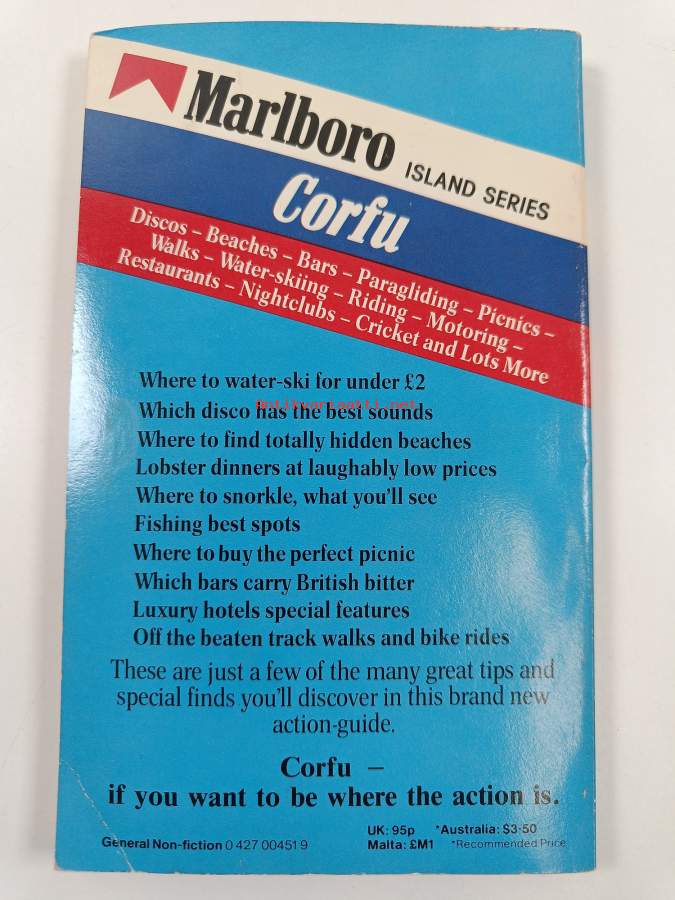 Marlboro ISLAND SERIES
Corfu
Discos – Beaches – Bars – Paragliding – Picnics –
Walks – Water-skiing – Riding – Motoring –
Restaurants – Nightclubs – Cricket and Lots More
Where to water-ski for under £2
Which disco has the best sounds
Antikvariaatti.net
Where to find totally hidden beaches
Lobster dinners at laughably low prices
Where to snorkle, what you'll see
Fishing best spots
Where to buy the perfect picnic
Which bars carry British bitter
Luxury hotels special features
Off the beaten track walks and bike rides
These are just a few of the many great tips and
special finds you'll discover in this brand new
action-guide.
Corfu –
if you want to be where the action is.
UK: 95p *Australia: $3·50
General Non-fiction 0 427 00451 9 Malta: £M1 *Recommended Price